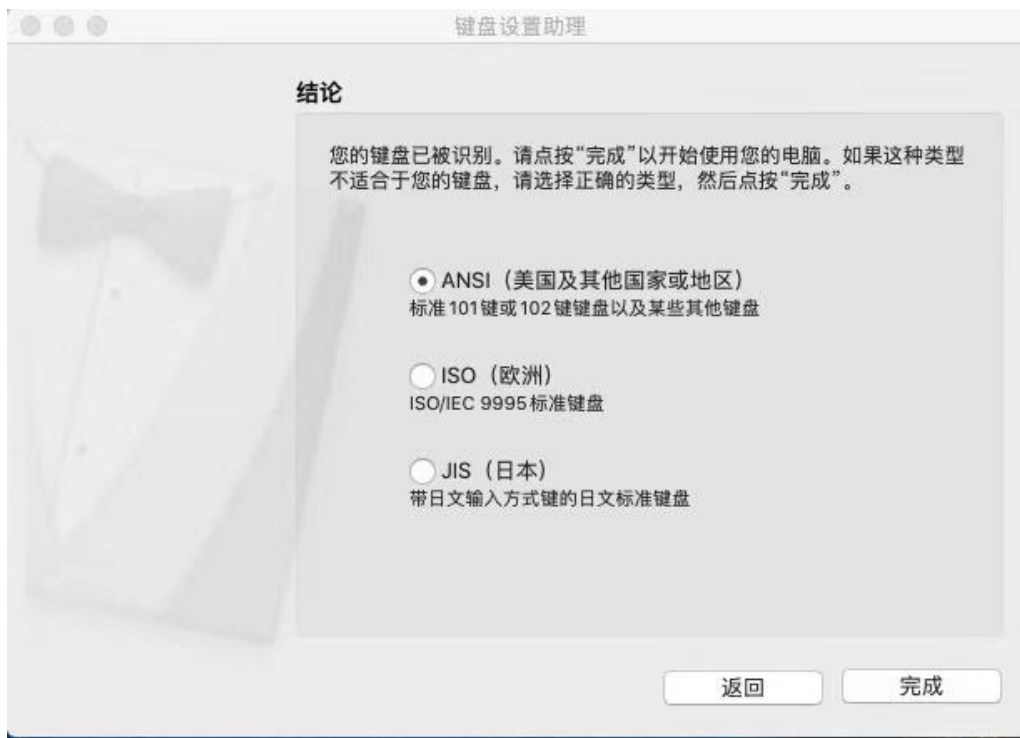 键盘设置助理
结论
您的键盘已被识别。请点按“完成”以开始使用您的电脑。如果这种类型
不适合于您的键盘，请选择正确的类型，然后点按“完成”。
ANSI（美国及其他国家或地区）
标准101键或102键键盘以及某些其他键盘
ISO（欧洲）
ISO/IEC 9995标准键盘
JIS（日本）
带日文输入方式键的日文标准键盘
返回
完成